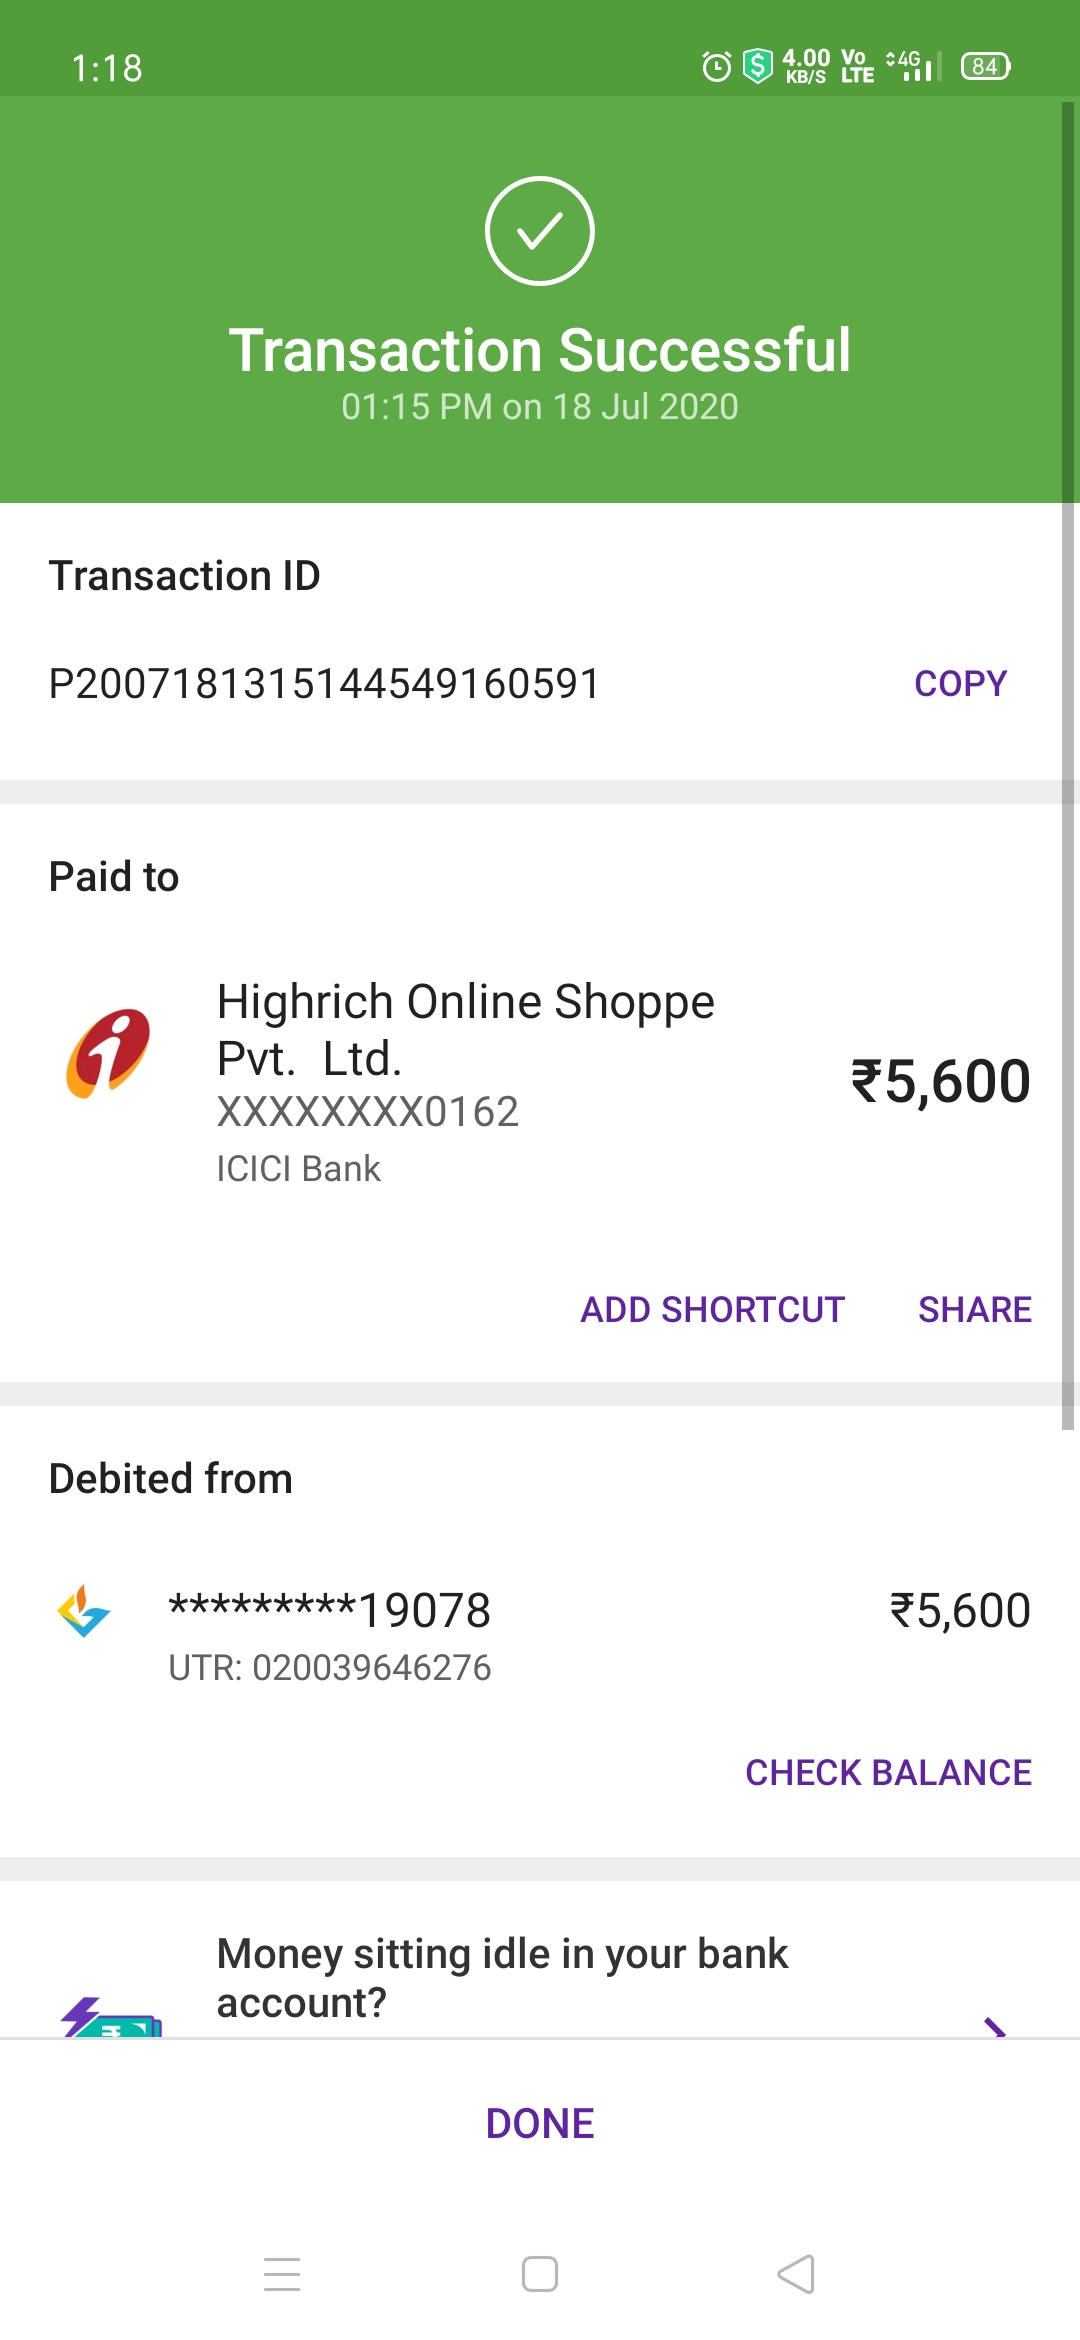 1:18
4.00 KB/S Vo LTE 4G 84
Transaction Successful
01:15 PM on 18 Jul 2020
Transaction ID
P2007181315144549160591 COPY
Paid to
Highrich Online Shoppe
Pvt.  Ltd.
₹5,600
XXXXXXXX0162
ICICI Bank
ADD SHORTCUT SHARE
Debited from
*********19078 ₹5,600
UTR: 020039646276
CHECK BALANCE
Money sitting idle in your bank
account?
DONE